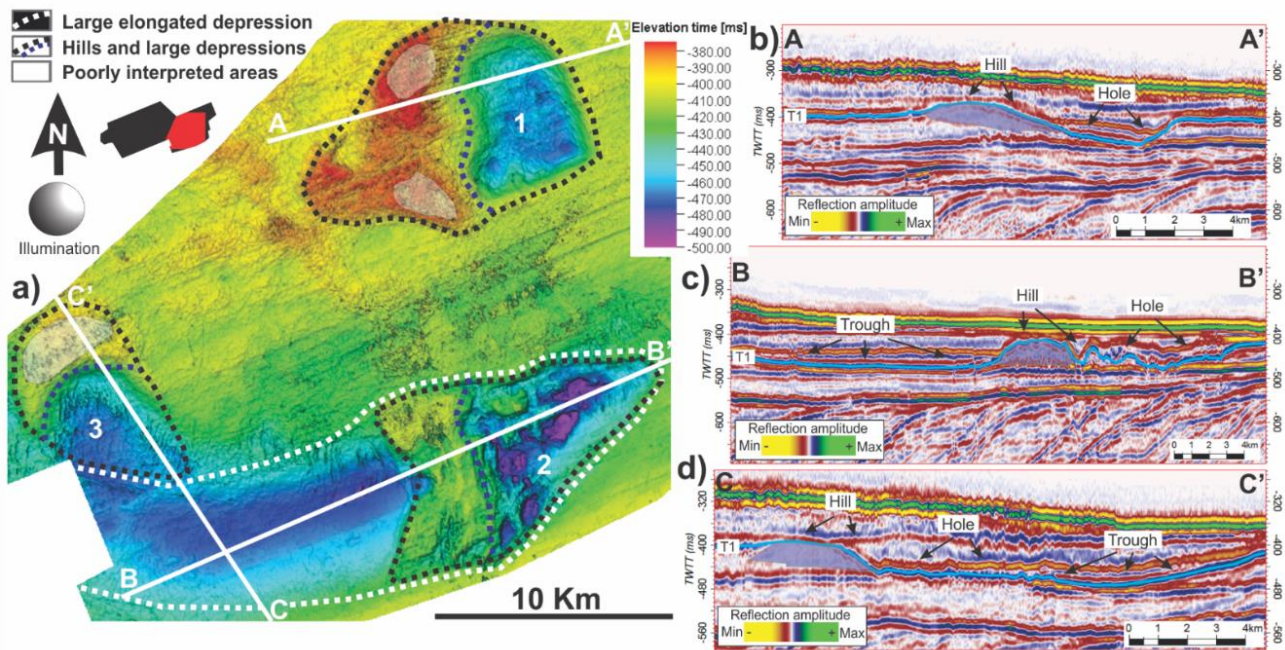 Large elongated depression
Hills and large depressions
Poorly interpreted areas
N
Illumination
a)
A
A'
1
B
B'
2
C'
C
3
10 Km
Elevation time [ms]
-380.00
-390.00
-400.00
-410.00
-420.00
-430.00
-440.00
-450.00
-460.00
-470.00
-480.00
-490.00
-500.00
b)
A
A'
Hill
Hole
T1
TWTT (ms)
-300
-400
-500
-600
-300
-400
-500
-600
Reflection amplitude
Min -
+ Max
0 1 2 3 4km
c)
B
B'
Hill
Hole
Trough
T1
TWTT (ms)
-300
-400
-500
-600
-300
-400
-500
-600
Reflection amplitude
Min -
+ Max
0 1 2 3 4km
d)
C
C'
Hill
Hole
Trough
T1
TWTT (ms)
-320
-400
-480
-560
-320
-400
-480
-560
Reflection amplitude
Min -
+ Max
0 1 2 3 4km